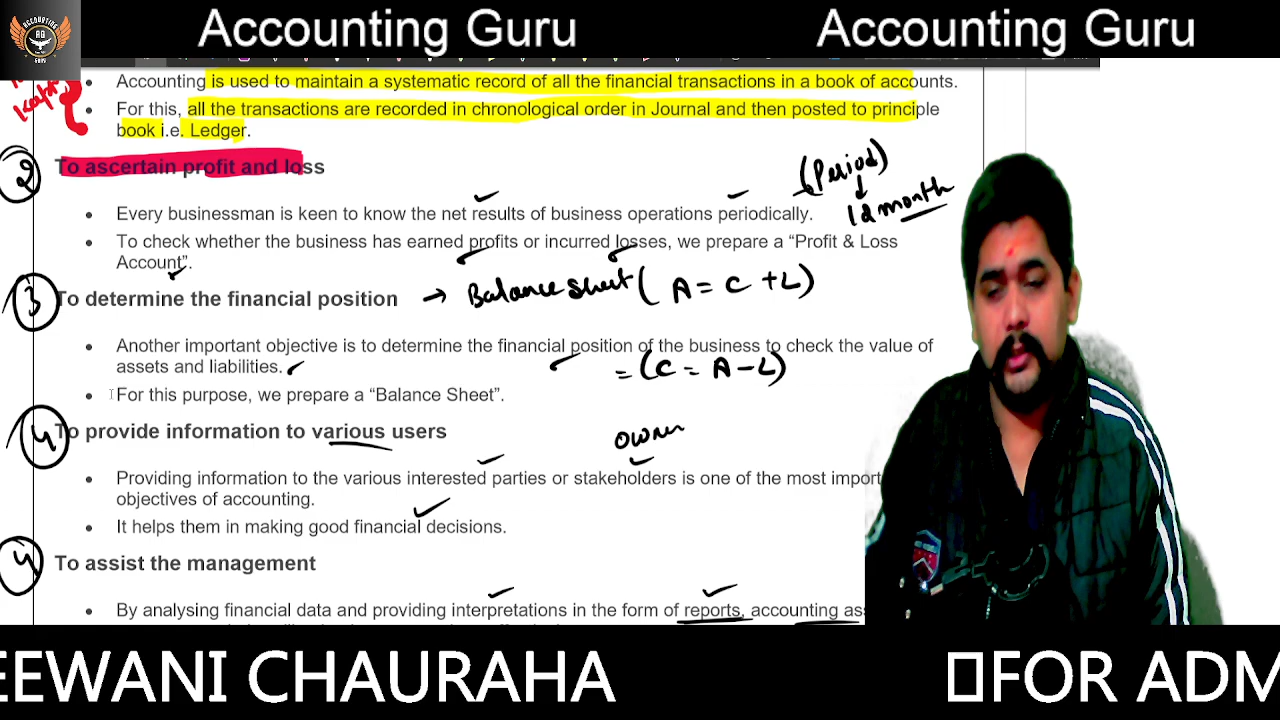 Accounting Guru Accounting Guru
ACCOUNTING
AG
GURU
• Accounting is used to maintain a systematic record of all the financial transactions in a book of accounts.
• For this, all the transactions are recorded in chronological order in Journal and then posted to principle
book i.e. Ledger.
2 To ascertain profit and loss
(Period)
↓
12 month
• Every businessman is keen to know the net results of business operations periodically.
• To check whether the business has earned profits or incurred losses, we prepare a “Profit & Loss
Account”.
3 To determine the financial position → Balance sheet ( A = C + L)
• Another important objective is to determine the financial position of the business to check the value of
assets and liabilities.
= (C = A - L)
• For this purpose, we prepare a “Balance Sheet”.
4 To provide information to various users
owner
• Providing information to the various interested parties or stakeholders is one of the most import
objectives of accounting.
• It helps them in making good financial decisions.
4 To assist the management
• By analysing financial data and providing interpretations in the form of reports, accounting ass
EEWANI CHAURAHA FOR ADM